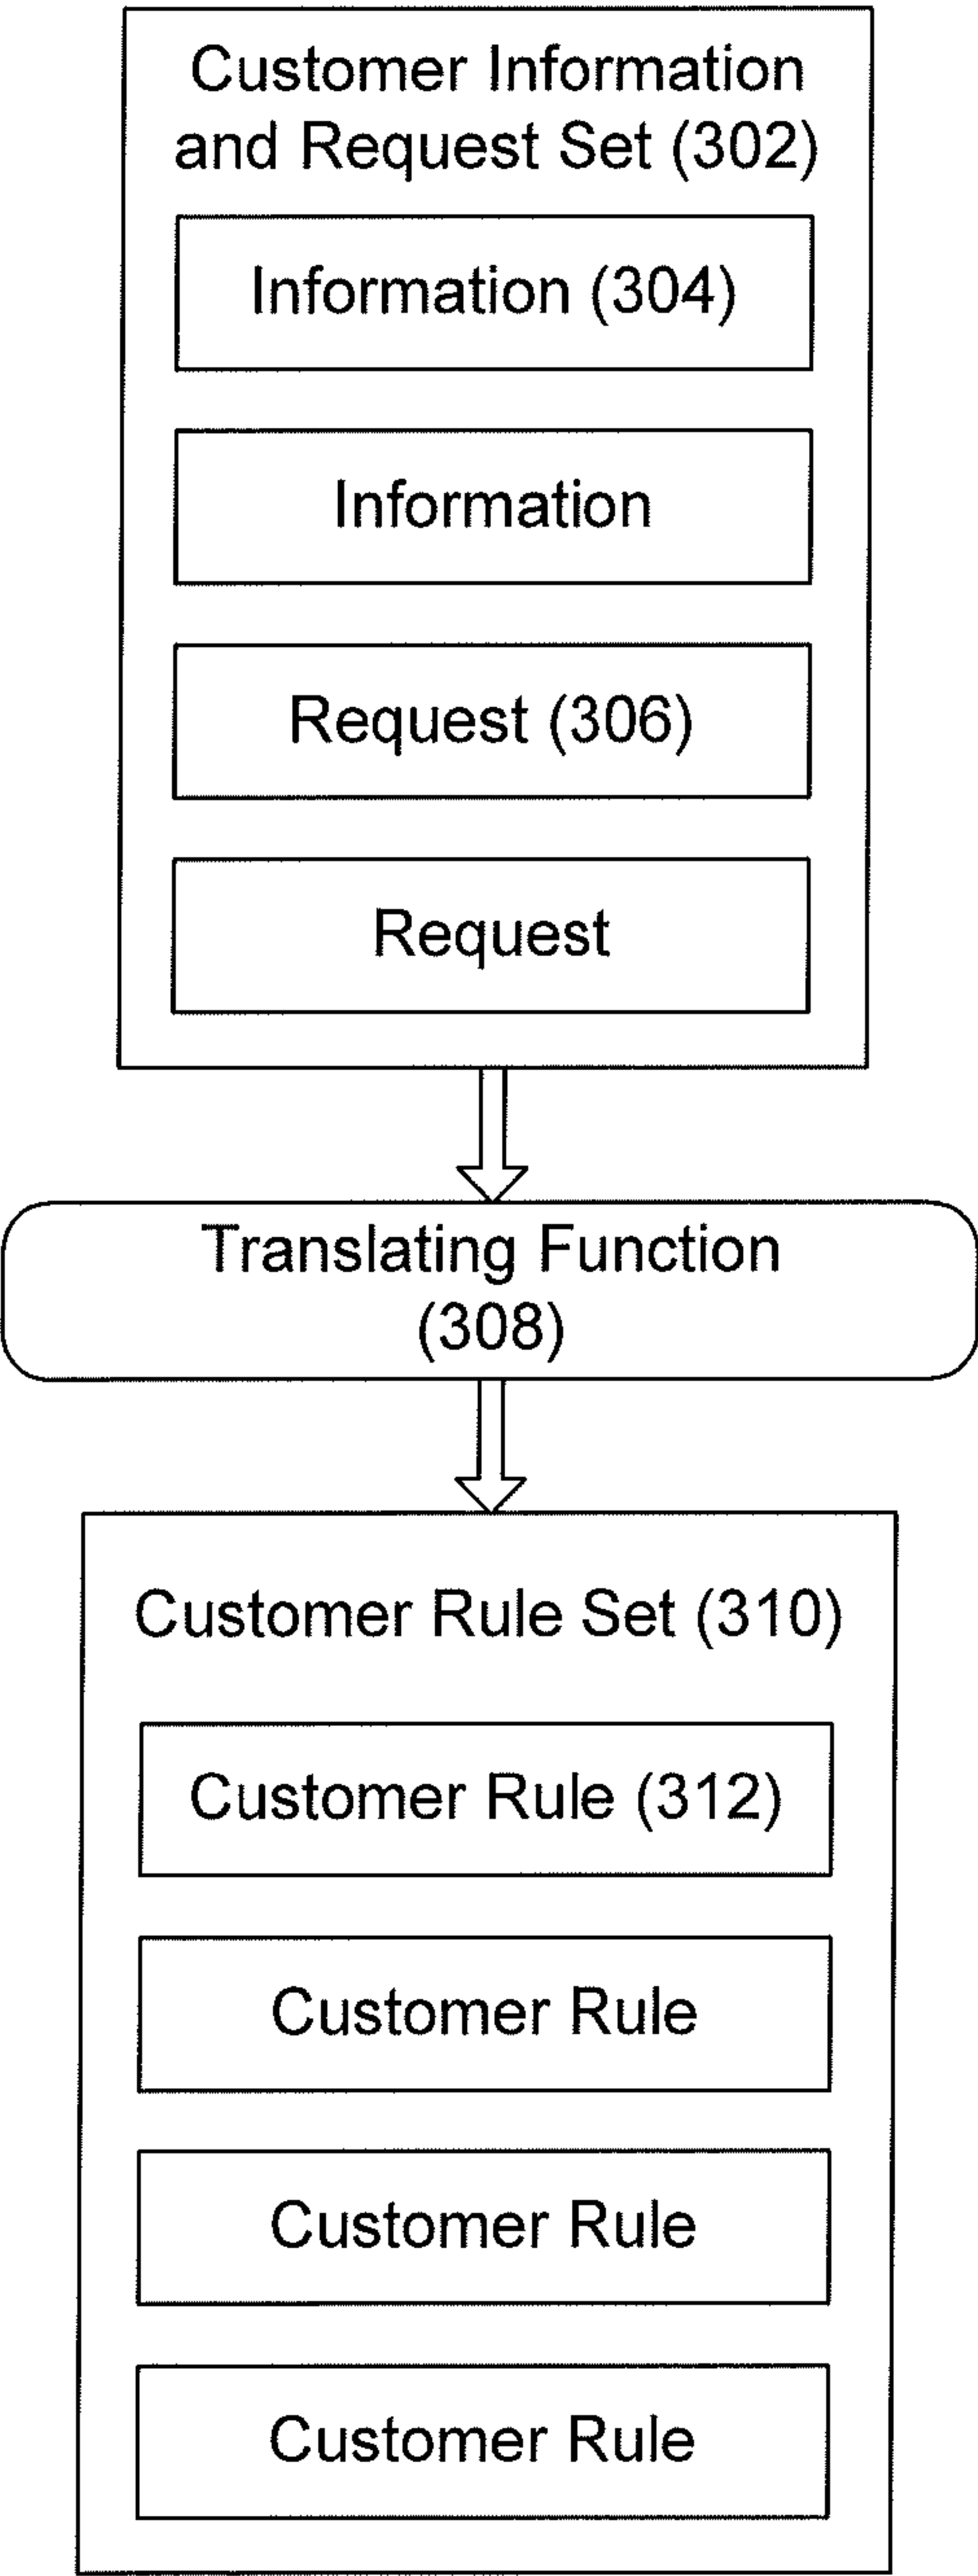 Customer Information
and Request Set (302)
Information (304)
Information
Request (306)
Request
Translating Function
(308)
Customer Rule Set (310)
Customer Rule (312)
Customer Rule
Customer Rule
Customer Rule